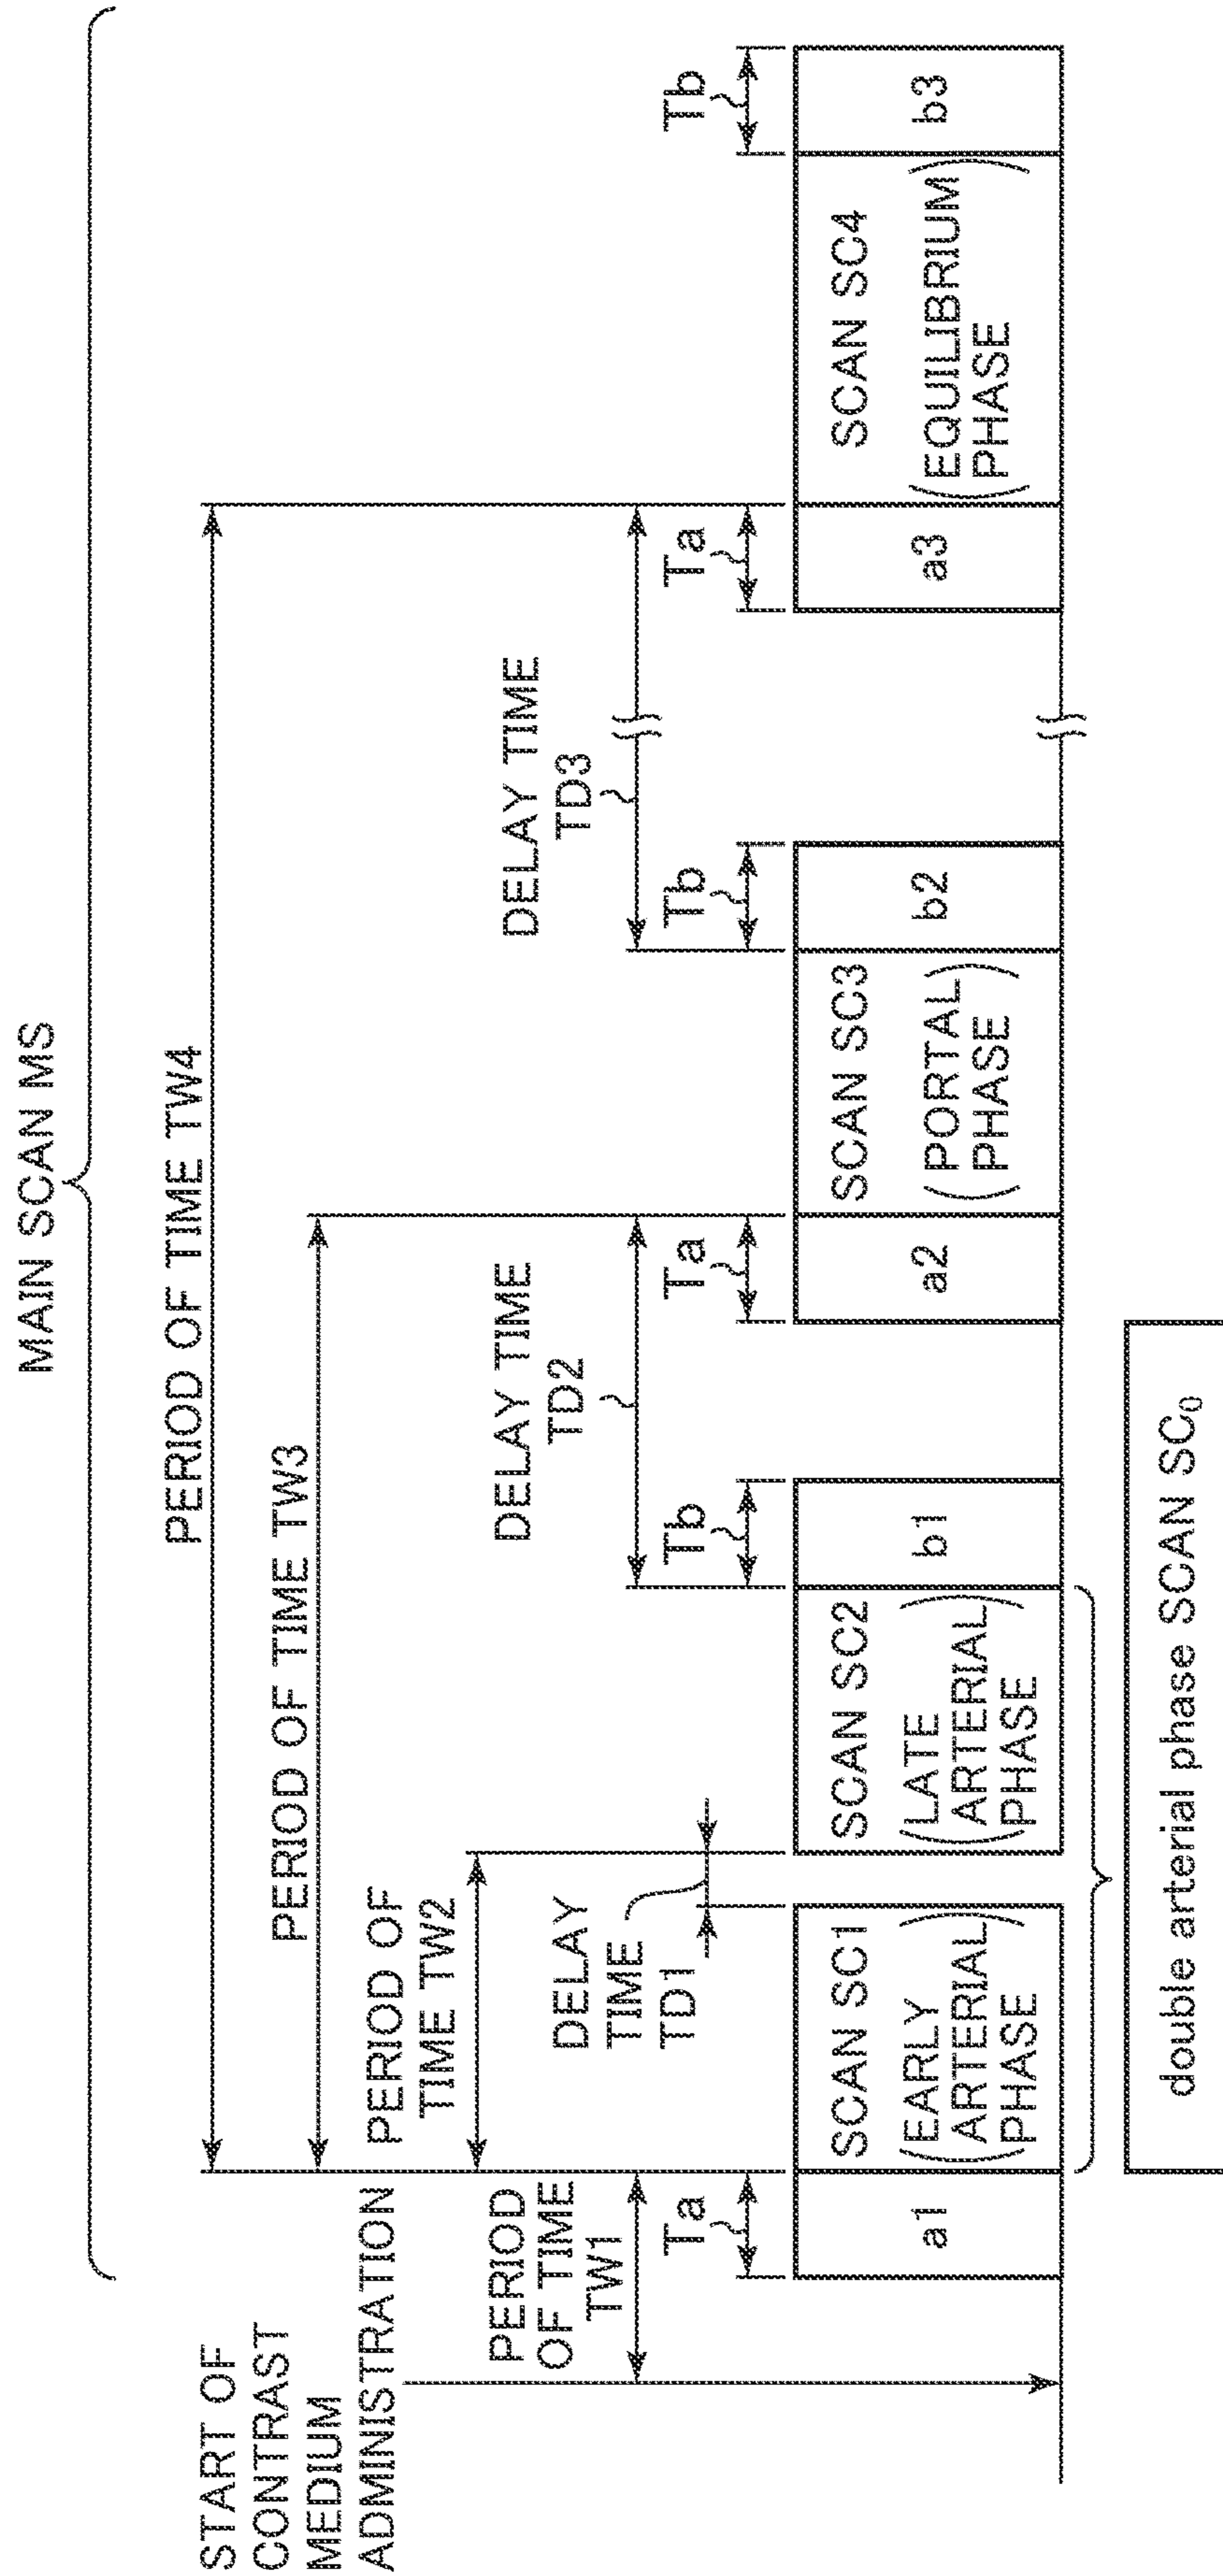 MAIN SCAN MS
PERIOD OF TIME TW4
PERIOD OF TIME TW3
START OF
CONTRAST
MEDIUM
ADMINISTRATION
PERIOD OF
TIME TW2
PERIOD
OF TIME
TW1
DELAY
TIME
TD1
DELAY TIME
TD2
DELAY TIME
TD3
Ta
Tb
Ta
Tb
Ta
Tb
a1
SCAN SC1
(EARLY
ARTERIAL
PHASE)
SCAN SC2
(LATE
ARTERIAL
PHASE)
b1
a2
SCAN SC3
(PORTAL
PHASE)
b2
a3
SCAN SC4
(EQUILIBRIUM
PHASE)
b3
double arterial phase SCAN SC₀